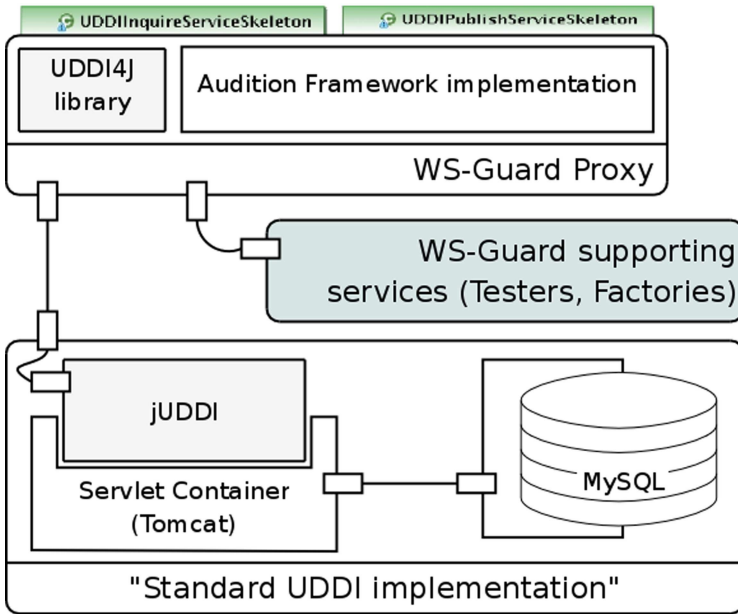 UDDIInquireServiceSkeleton
UDDIPublishServiceSkeleton
UDDI4J
library
Audition Framework implementation
WS-Guard Proxy
WS-Guard supporting
services (Testers, Factories)
jUDDI
Servlet Container
(Tomcat)
MySQL
"Standard UDDI implementation"